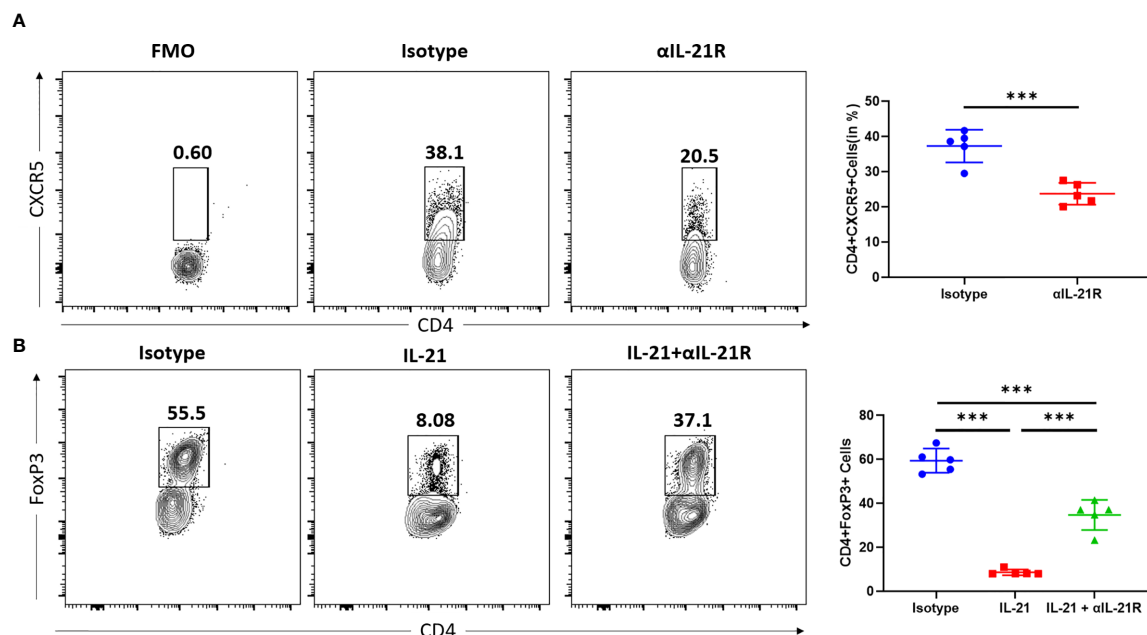 A
FMO
Isotype
αIL-21R
0.60
38.1
20.5
CXCR5
CD4
***
CD4+CXCR5+Cells(in %)
50
40
30
20
10
0
Isotype
αIL-21R
B
Isotype
IL-21
IL-21+αIL-21R
55.5
8.08
37.1
FoxP3
CD4
***
***
***
CD4+FoxP3+ Cells
80
60
40
20
0
Isotype
IL-21
IL-21 + αIL-21R